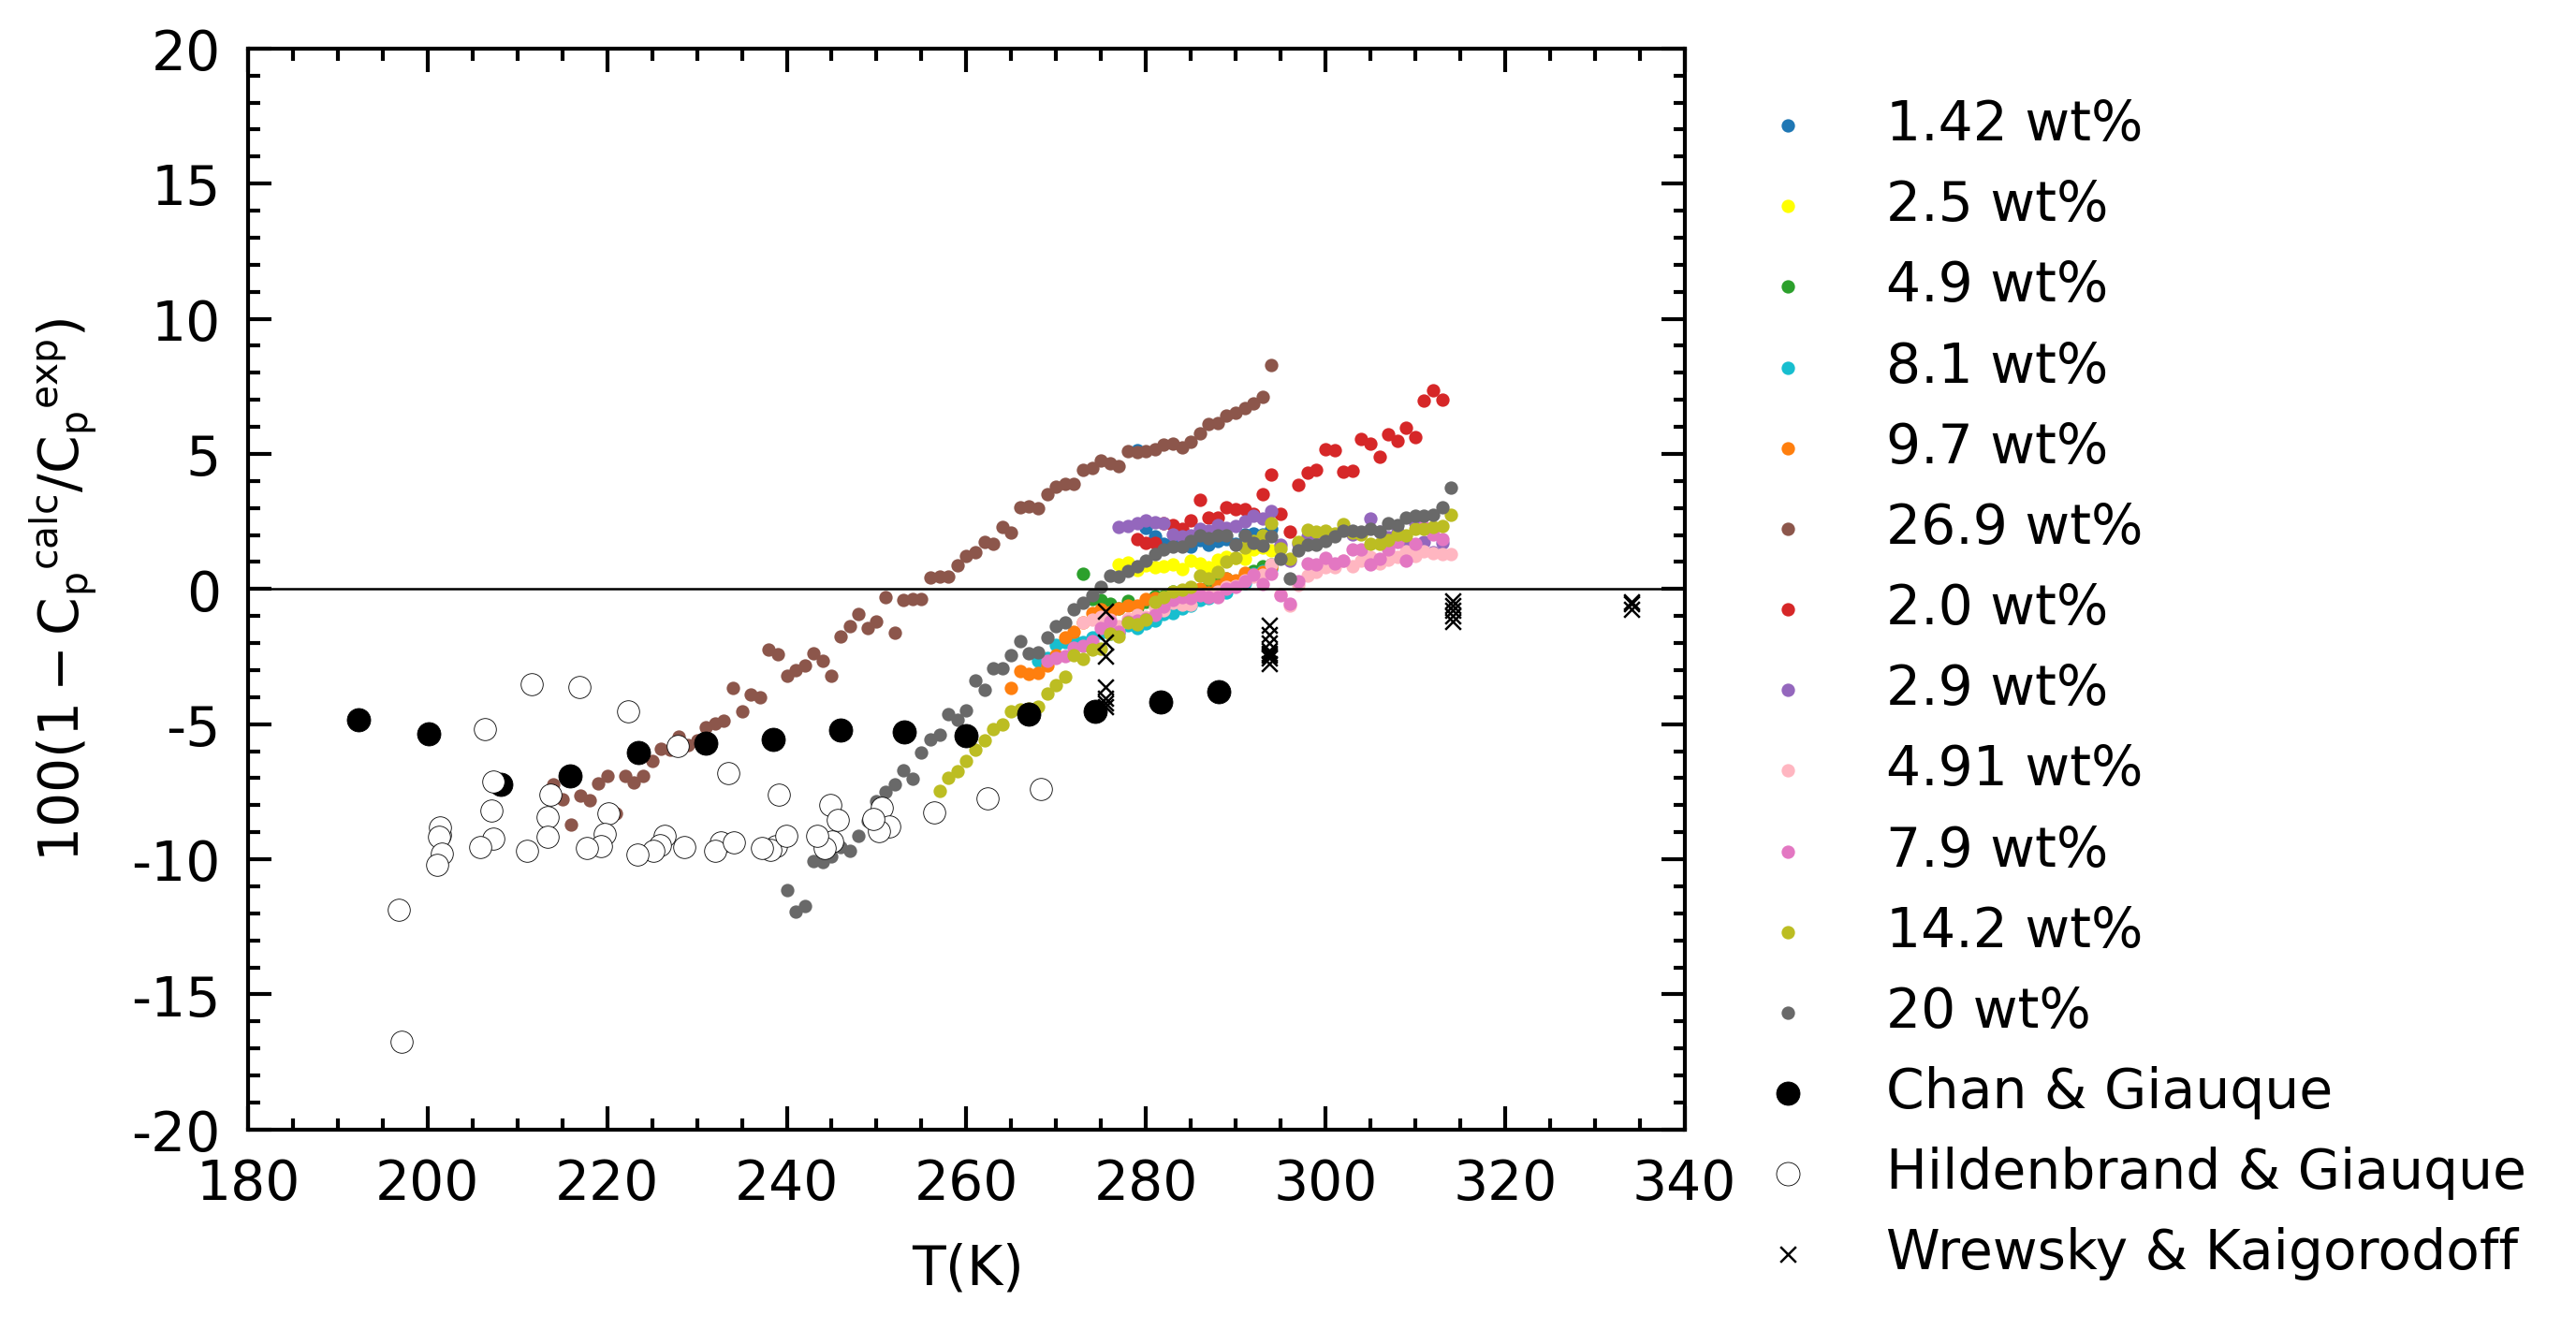 20
15
10
5
0
-5
-10
-15
-20
180 200 220 240 260 280 300 320 340
T(K)
100(1 − Cp calc/Cp exp)
1.42 wt%
2.5 wt%
4.9 wt%
8.1 wt%
9.7 wt%
26.9 wt%
2.0 wt%
2.9 wt%
4.91 wt%
7.9 wt%
14.2 wt%
20 wt%
Chan & Giauque
Hildenbrand & Giauque
Wrewsky & Kaigorodoff